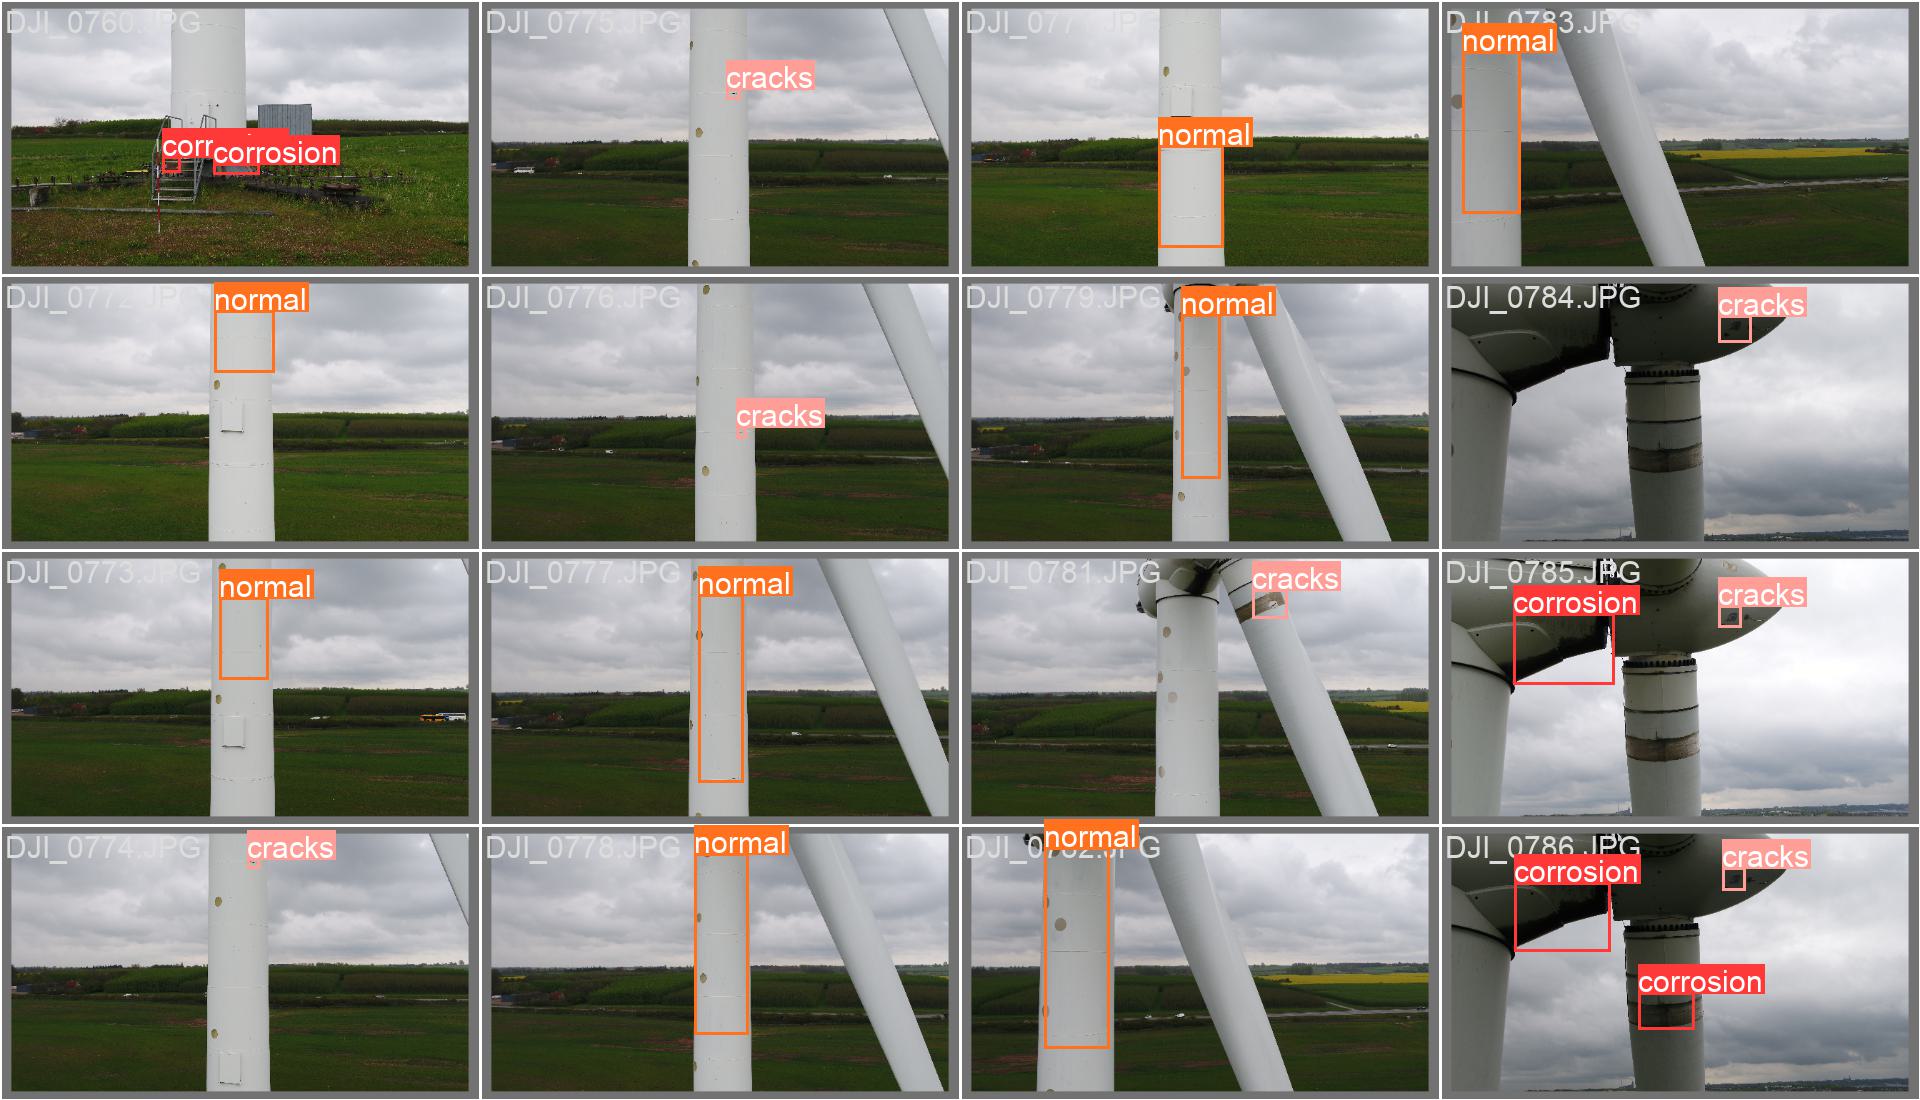 DJI_0760.JPG
corr
corrosion
DJI_0775.JPG
cracks
normal
normal
DJI_0772.JPG
normal
DJI_0776.JPG
cracks
DJI_0779.JPG
normal
DJI_0784.JPG
cracks
DJI_0773.JPG
normal
DJI_0777.JPG
normal
DJI_0781.JPG
cracks
DJI_0785.JPG
corrosion
cracks
DJI_0774.JPG
cracks
DJI_0778.JPG
normal
normal
DJI_0786.JPG
corrosion
cracks
corrosion